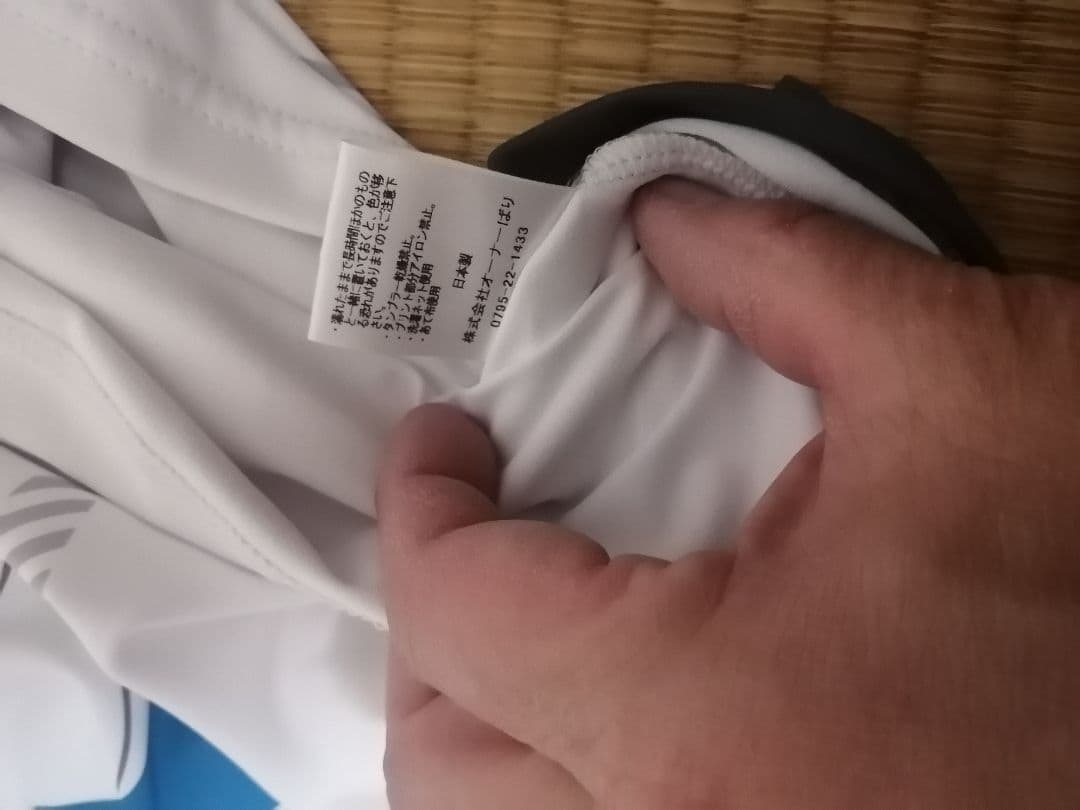 ・濡れたままで長時間ほかのもの
と一緒に置いておくと、色が移
る恐れがありますのでご注意下
さい。
・タンブラー乾燥禁止。
・プリント部分アイロン禁止。
・洗濯ネット使用
・あて布使用
日本製
株式会社オーナーばり
0795-22-1433